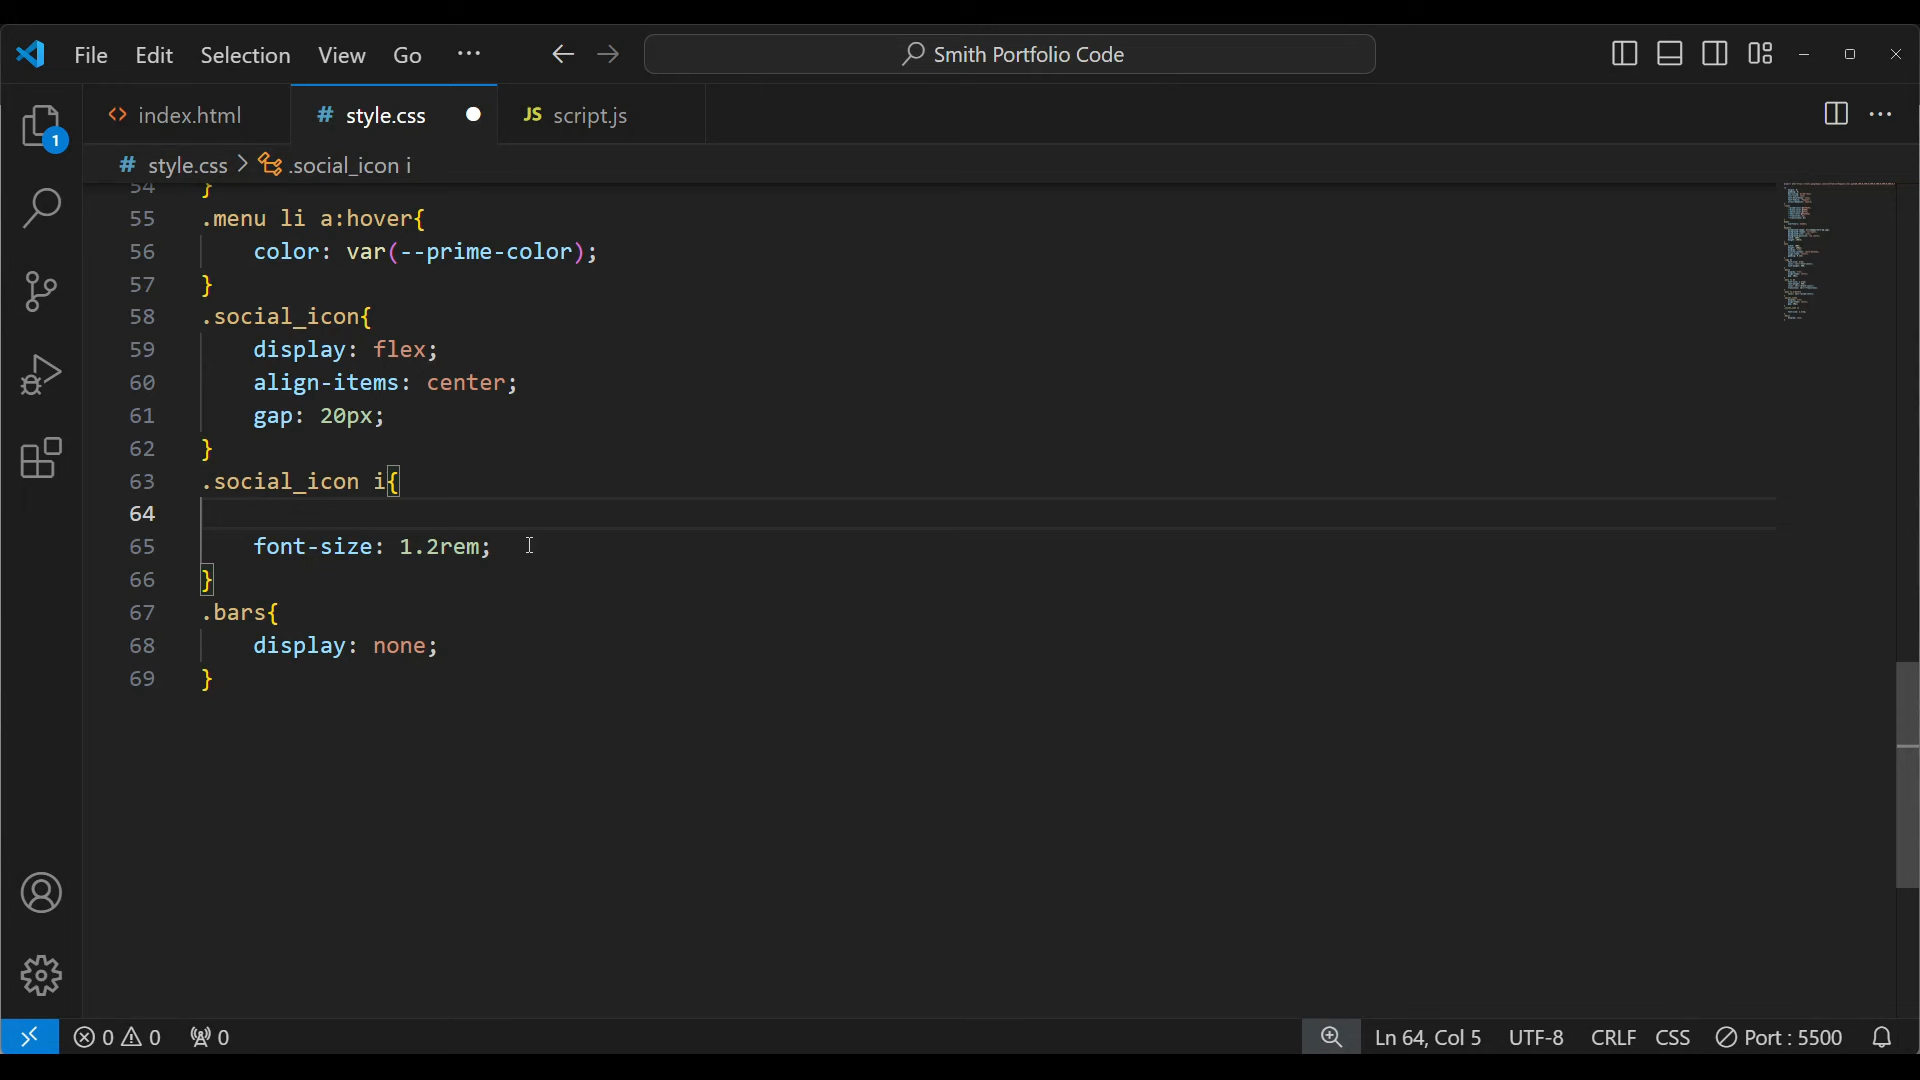 File Edit Selection View Go ··· Smith Portfolio Code
index.html # style.css JS script.js
# style.css > .social_icon i
54 }
55 .menu li a:hover{
56 color: var(--prime-color);
57 }
58 .social_icon{
59 display: flex;
60 align-items: center;
61 gap: 20px;
62 }
63 .social_icon i{
64
65 font-size: 1.2rem;
66 }
67 .bars{
68 display: none;
69 }
1
0 0 0 Ln 64, Col 5 UTF-8 CRLF CSS Port : 5500